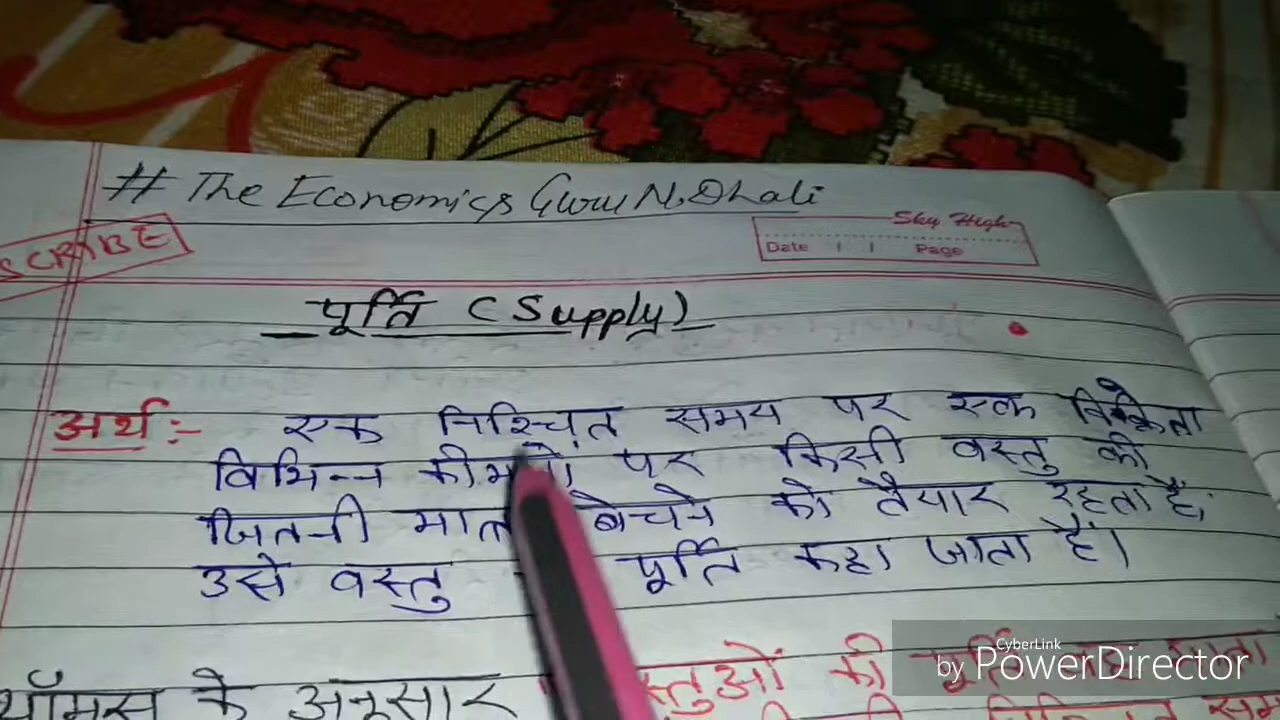 # The Economics Guru N. Dhali
SCRIBE
Sky High
Date Page
पूर्ति (Supply)
अर्थ:- एक निश्चित समय पर एक विक्रेता
विभिन्न कीमतों पर किसी वस्तु की
जितनी बेचने को तैयार रहता है,
उसे वस्तु पूर्ति कहा जाता है।
थॉमस के अनुसार की पूर्ति
CyberLink
by PowerDirector